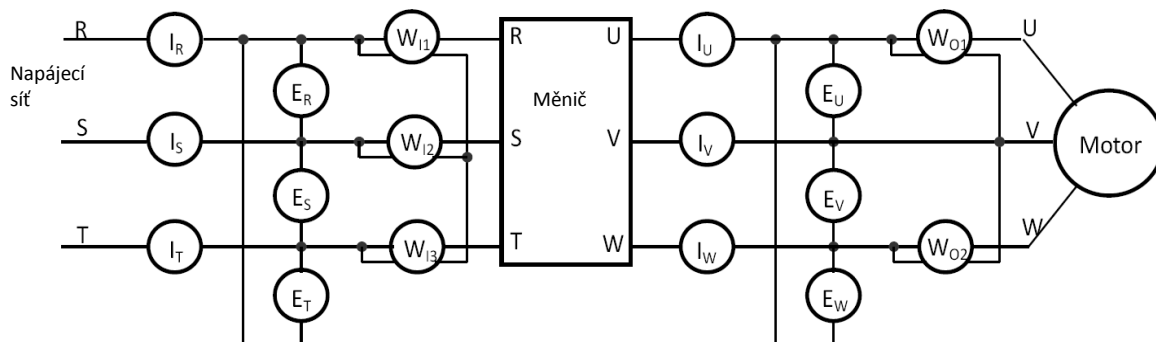 R
I_R
W_I1
R
U
I_U
W_O1
U
Napájecí
síť
E_R
Měnič
E_U
S
I_S
W_I2
S
V
I_V
V
Motor
E_S
E_V
T
I_T
W_I3
T
W
I_W
W_O2
W
E_T
E_W